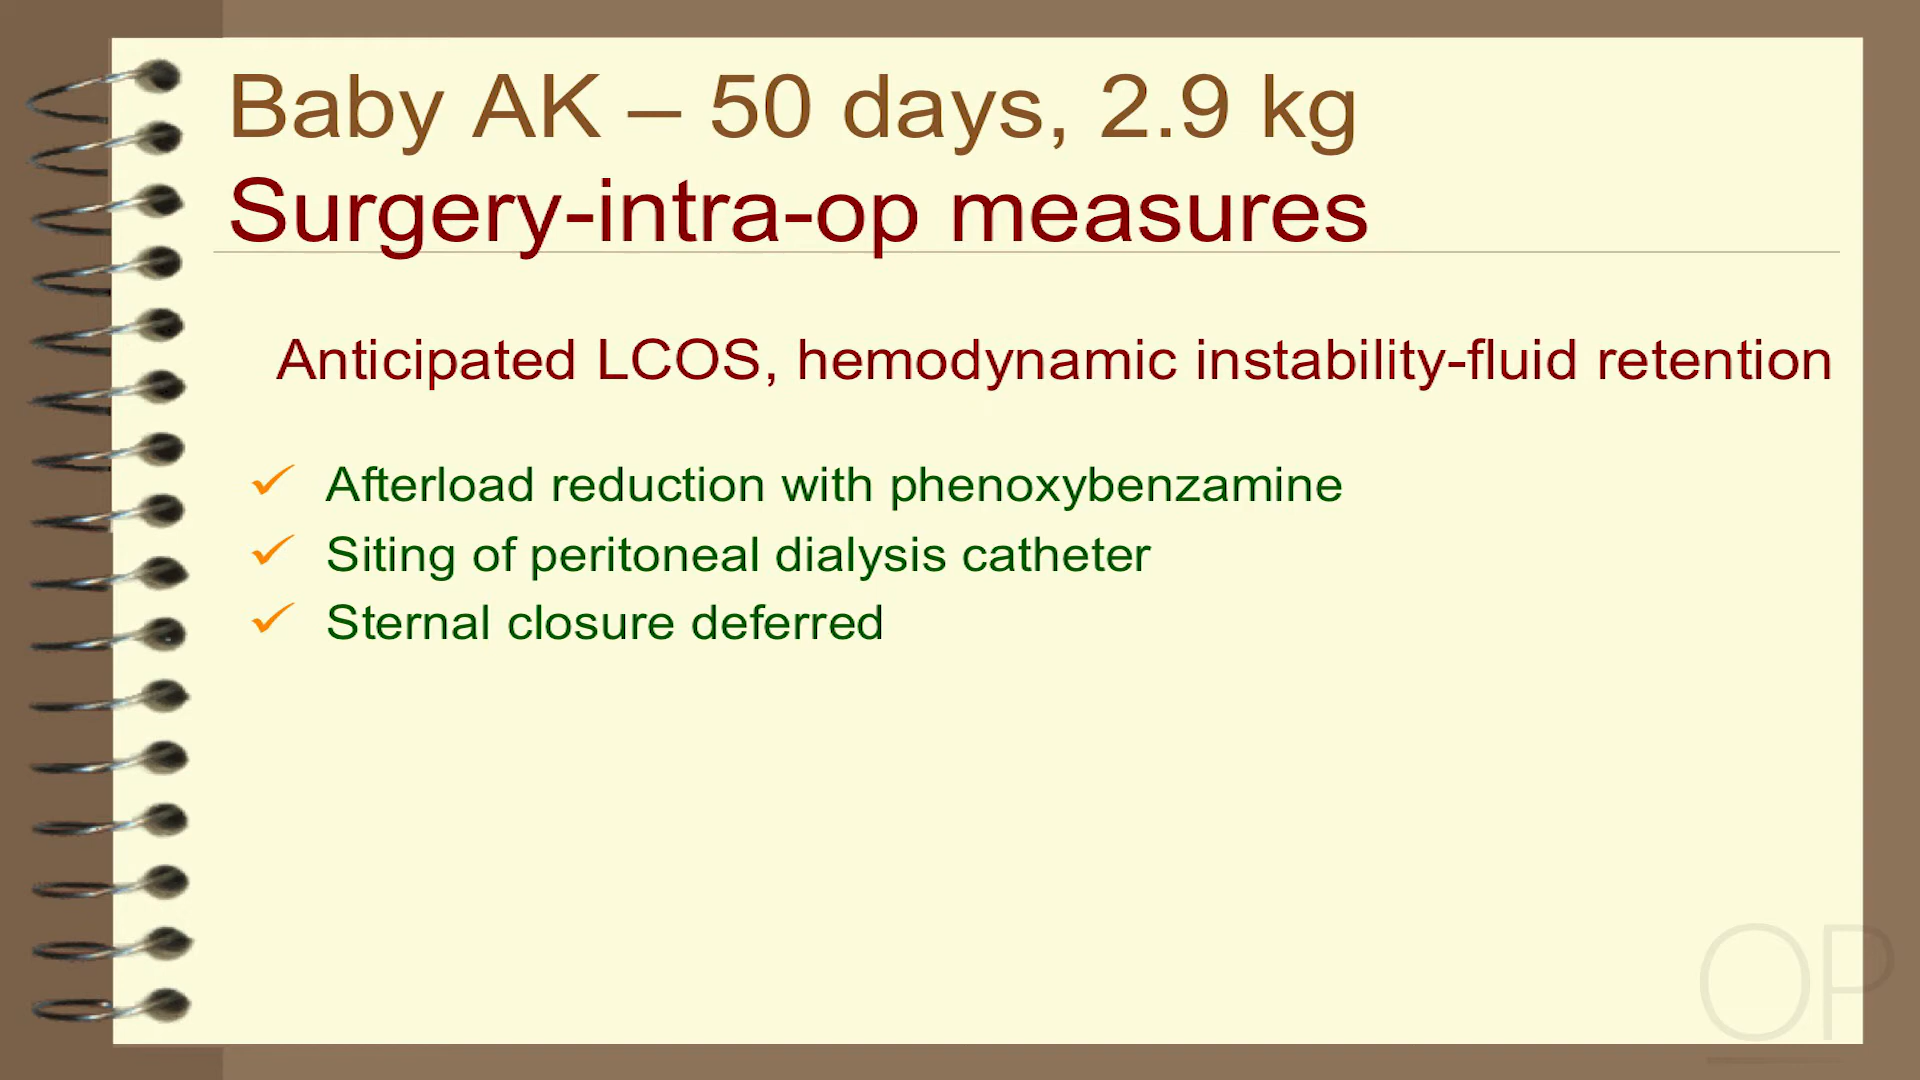 Baby AK – 50 days, 2.9 kg
Surgery-intra-op measures
Anticipated LCOS, hemodynamic instability-fluid retention
Afterload reduction with phenoxybenzamine
Siting of peritoneal dialysis catheter
Sternal closure deferred
OP